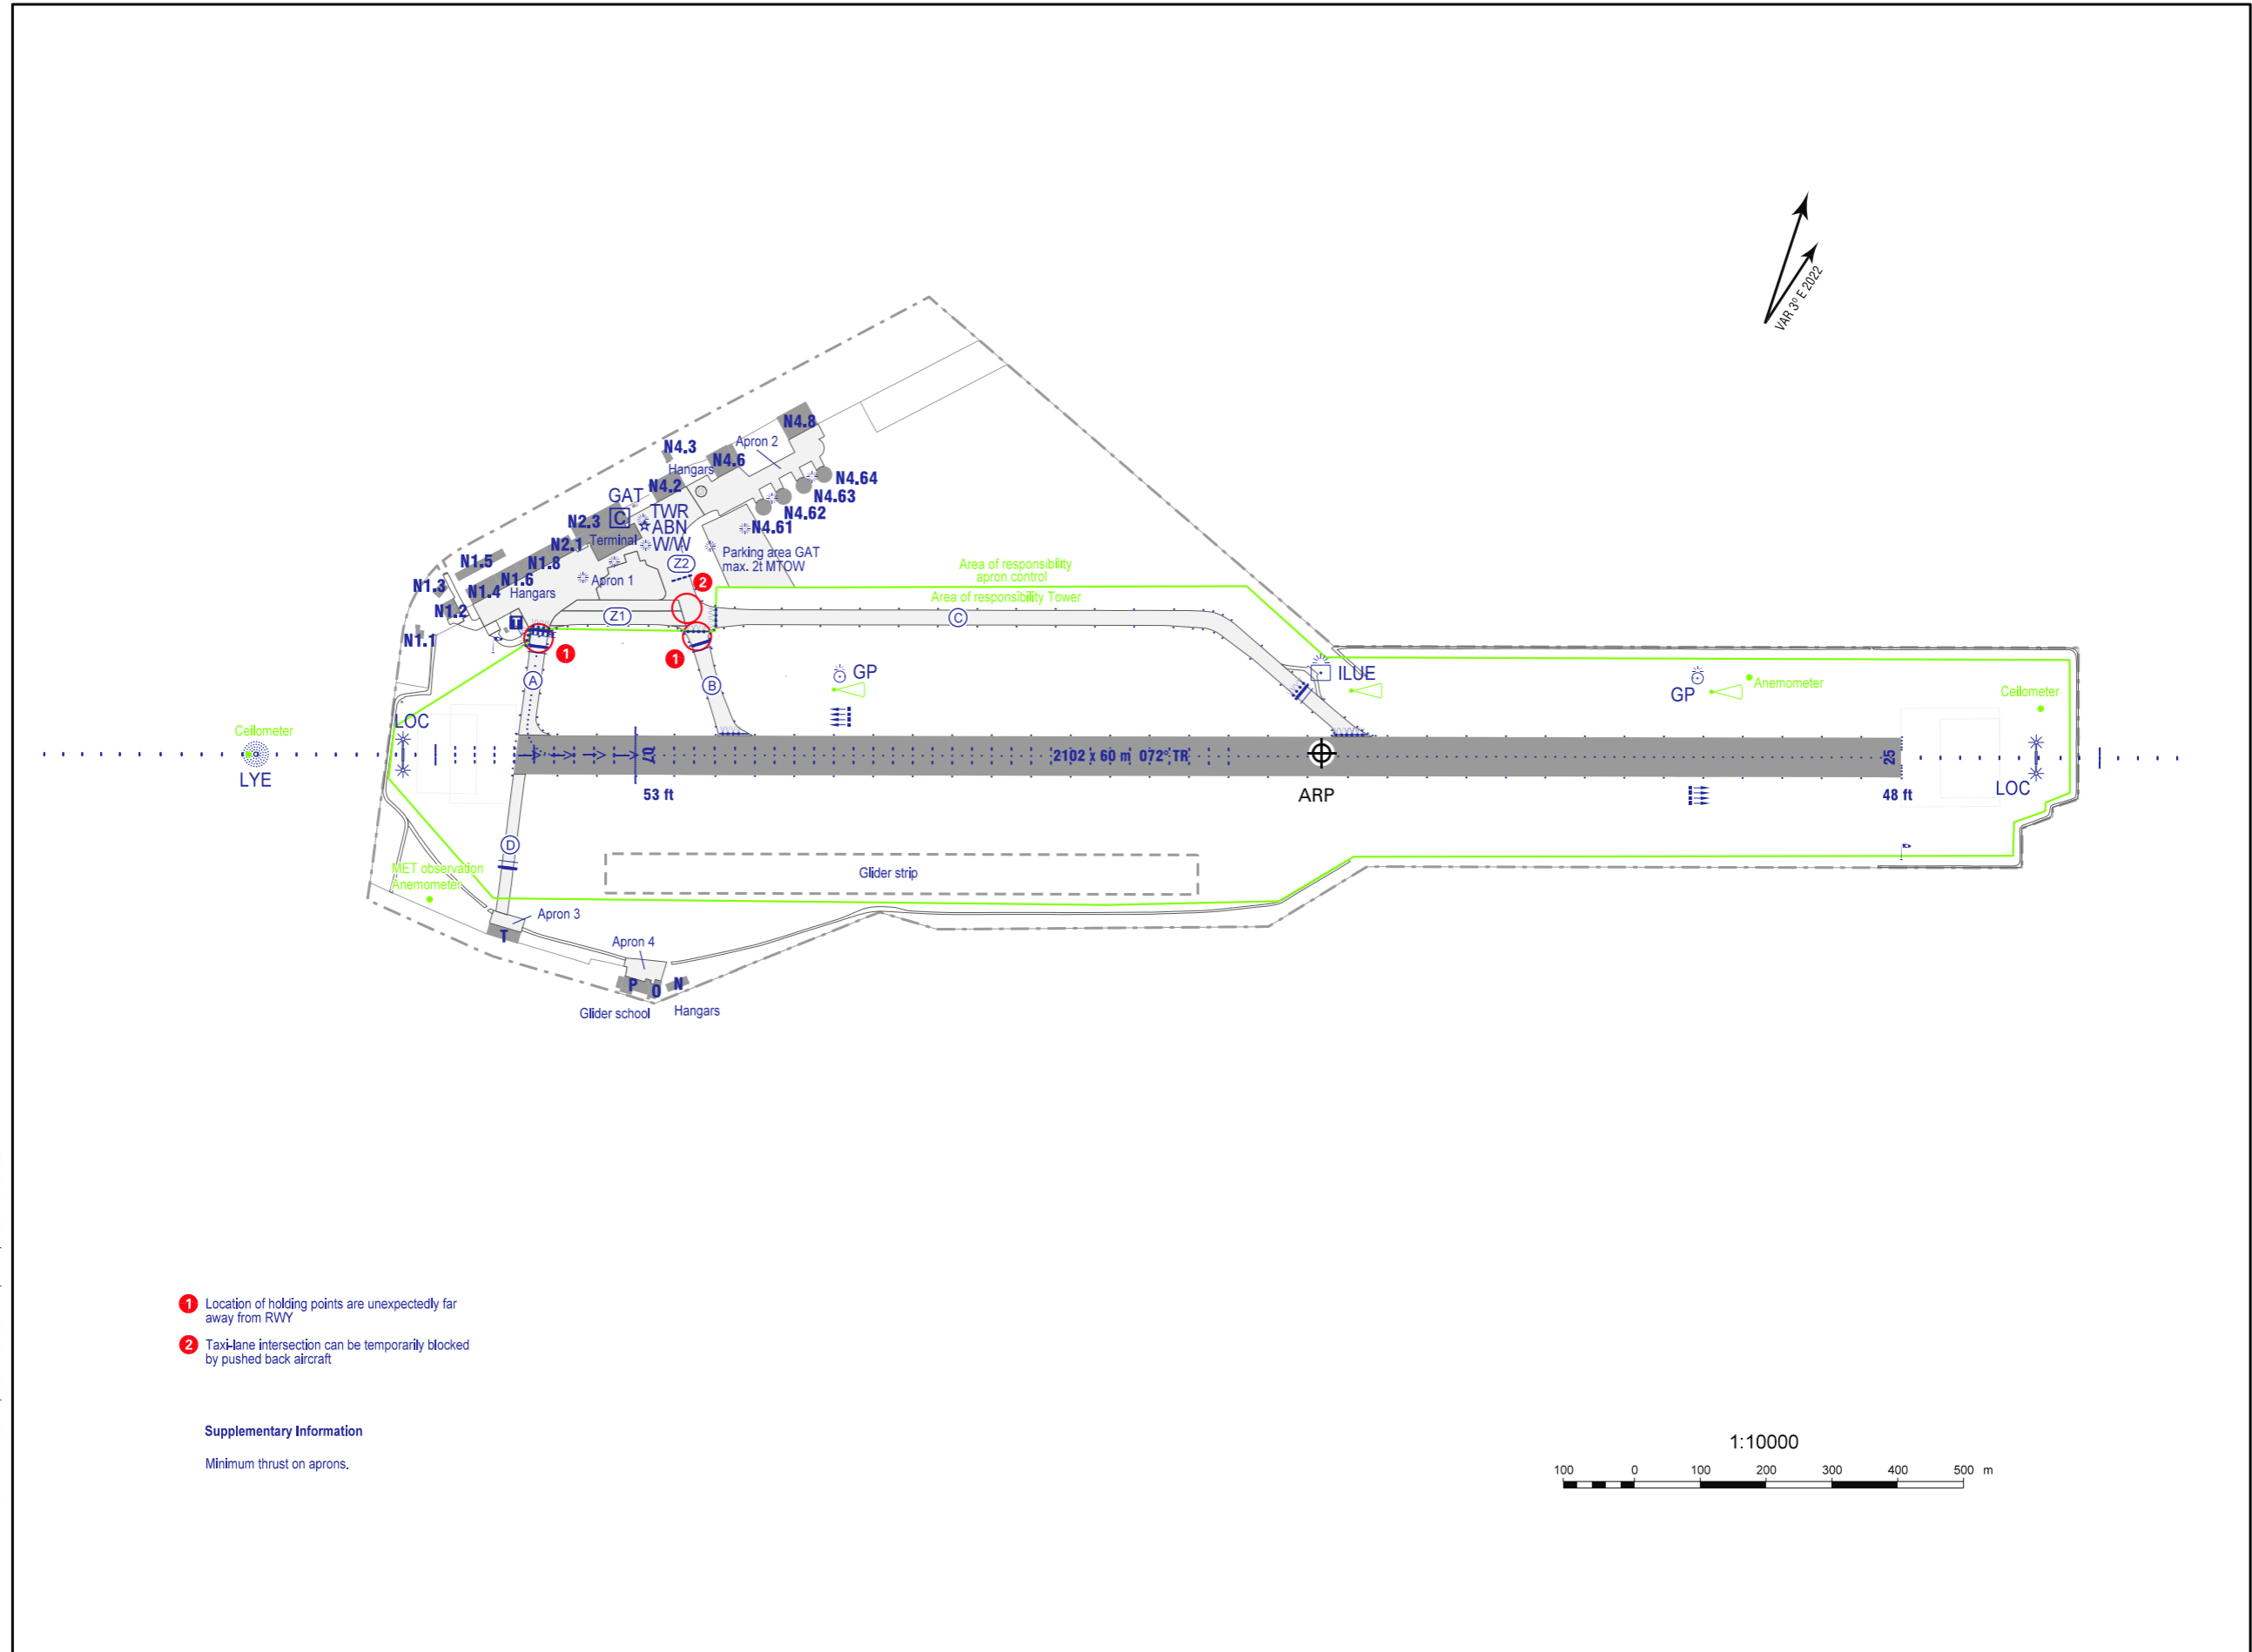 VAR 3° E 2022
N4.8
N4.3
Apron 2
N4.6
Hangars
N4.64
N4.2
GAT
N4.63
C
TWR
N4.62
N2.3
ABN
N4.61
Terminal
W/W
N2.1
Parking area GAT
max. 2t MTOW
N1.5
N1.8
Z2
N1.6
Apron 1
2
N1.3
N1.4
Hangars
N1.2
Area of responsibility
apron control
Area of responsibility Tower
Z1
C
T
N1.1
1
1
A
B
GP
ILUE
GP
Anemometer
Ceilometer
LOC
Ceilometer
LYE
07
2102 x 60 m 072° TR
25
53 ft
ARP
48 ft
LOC
D
MET observation
Anemometer
Glider strip
Apron 3
T
Apron 4
P
O
N
Glider school
Hangars
1 Location of holding points are unexpectedly far
away from RWY
2 Taxi-lane intersection can be temporarily blocked
by pushed back aircraft
Supplementary Information
Minimum thrust on aprons.
1:10000
100 0 100 200 300 400 500 m